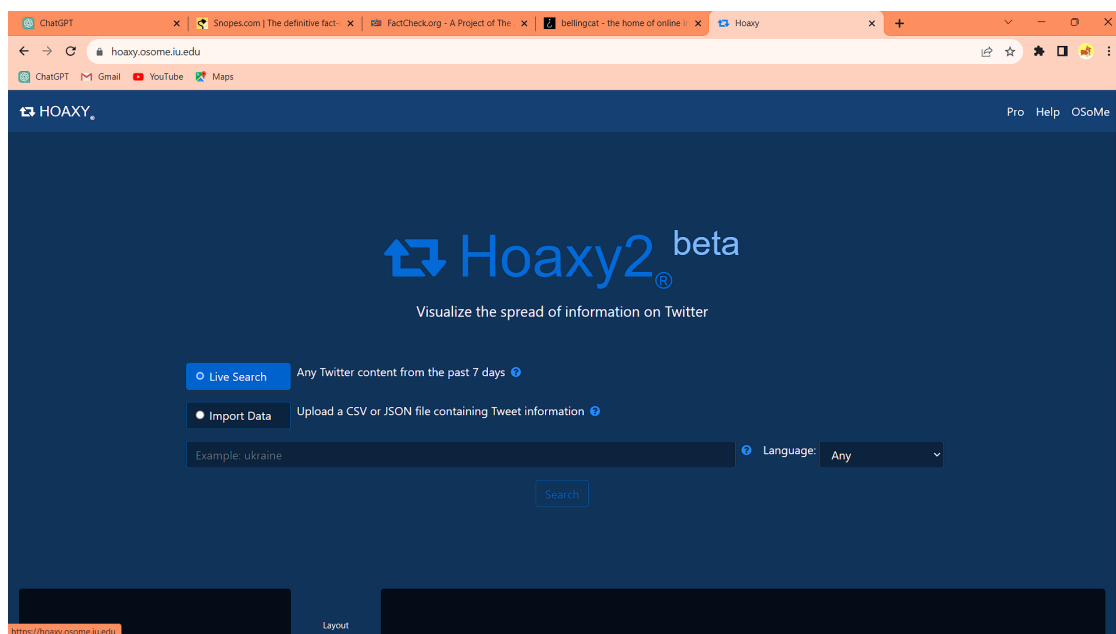 ChatGPT
Snopes.com | The definitive fact-c
FactCheck.org - A Project of The
bellingcat - the home of online in
Hoaxy
hoaxy.osome.iu.edu
ChatGPT
Gmail
YouTube
Maps
HOAXY®
Pro
Help
OSoMe
Hoaxy2® beta
Visualize the spread of information on Twitter
Live Search
Any Twitter content from the past 7 days
Import Data
Upload a CSV or JSON file containing Tweet information
Example: ukraine
Language:
Any
Search
Layout
https://hoaxy.osome.iu.edu